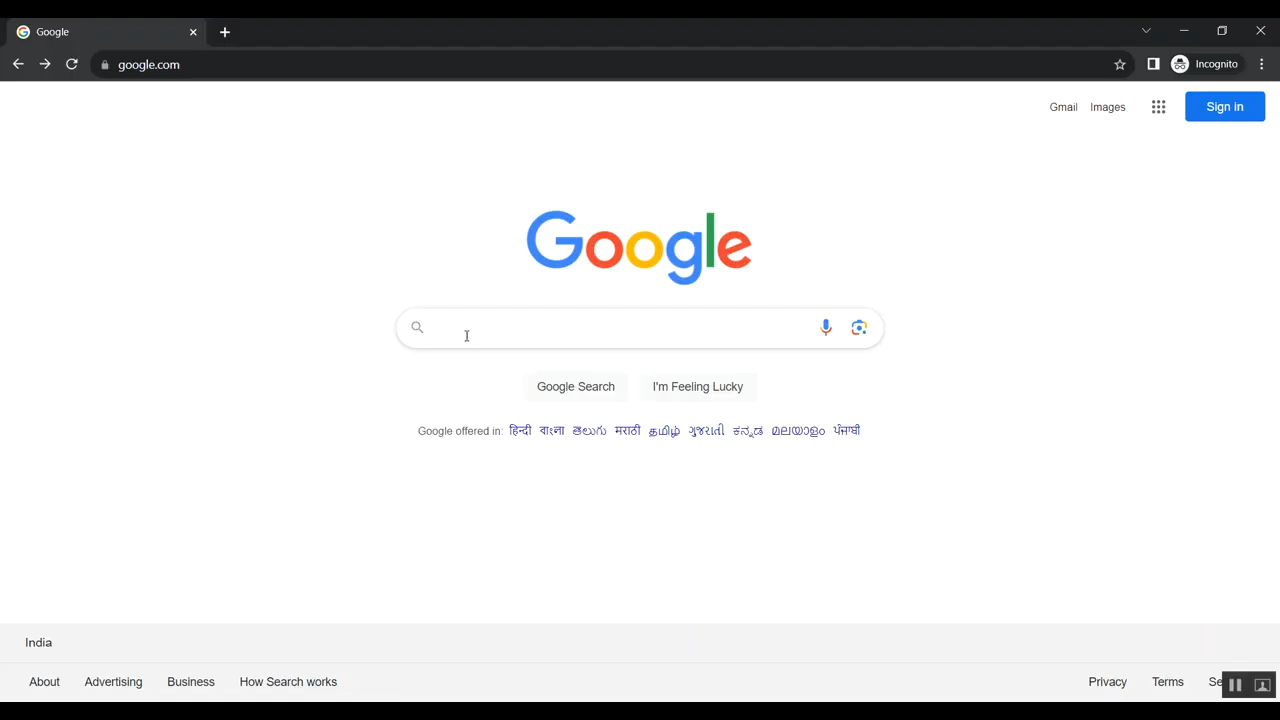 Google
google.com
Incognito
Gmail Images Sign in
Google
Google Search I'm Feeling Lucky
Google offered in: हिन्दी বাংলা తెలుగు मराठी தமிழ் ગુજરાતી ಕನ್ನಡ മലയാളം ਪੰਜਾਬੀ
India
About Advertising Business How Search works Privacy Terms